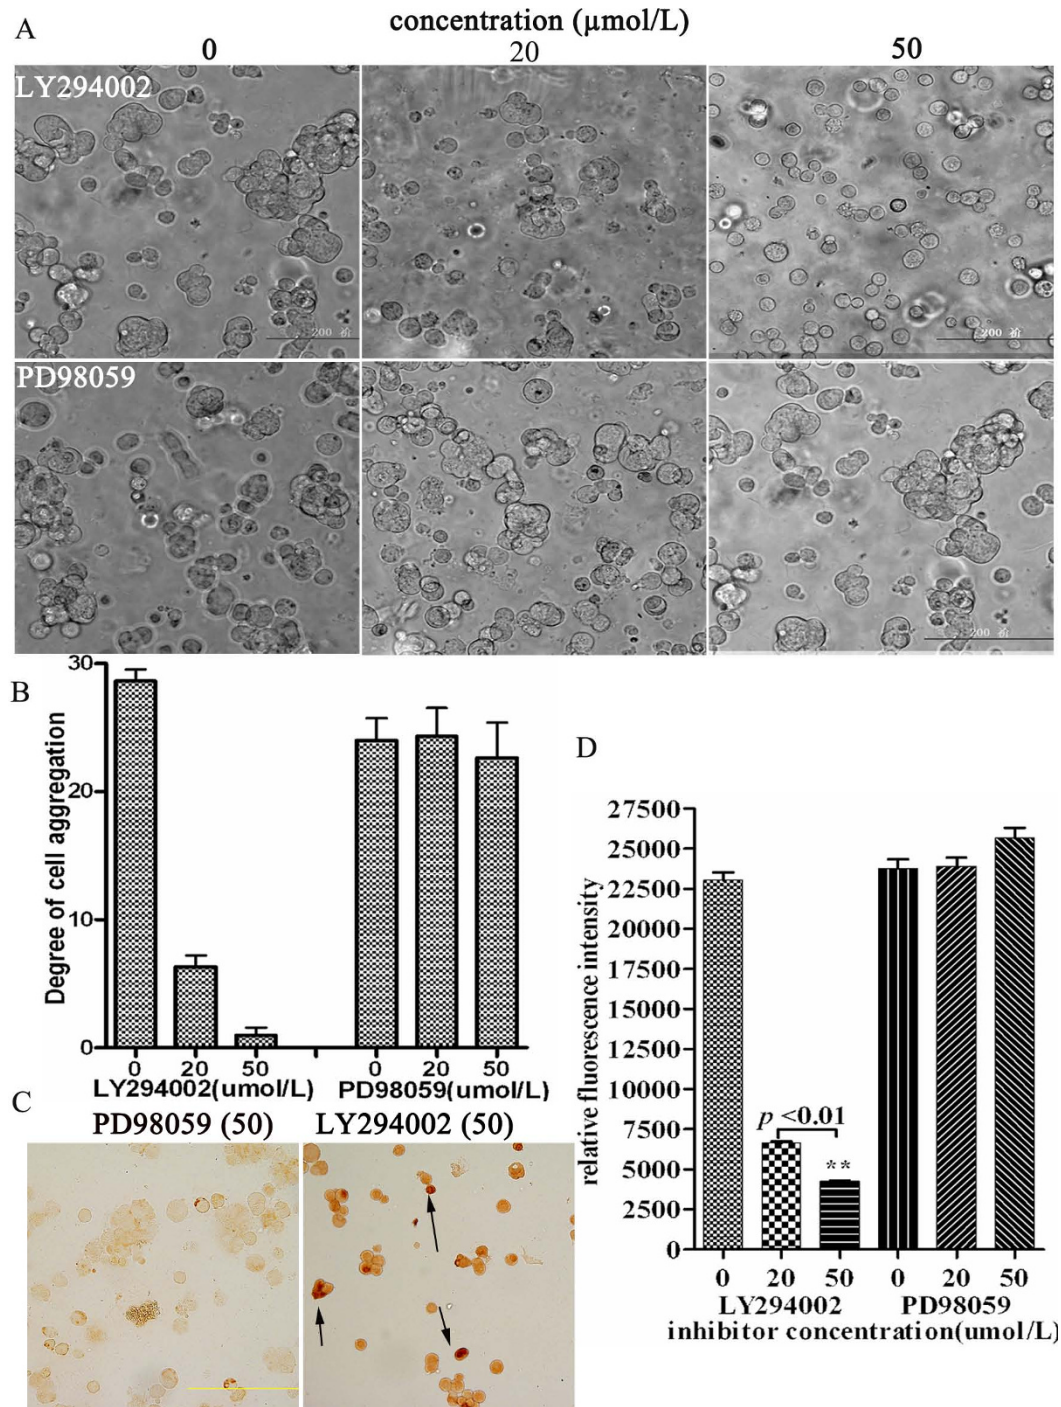 A
concentration (µmol/L)
0
20
50
LY294002
200
200
PD98059
200
B
Degree of cell aggregation
30
20
10
0
0
20
50
0
20
50
LY294002(umol/L)
PD98059(umol/L)
C
PD98059 (50)
LY294002 (50)
D
relative fluorescence intensity
27500
25000
22500
20000
17500
15000
12500
10000
7500
5000
2500
0
p <0.01
**
0
20
50
0
20
50
LY294002
PD98059
inhibitor concentration(umol/L)